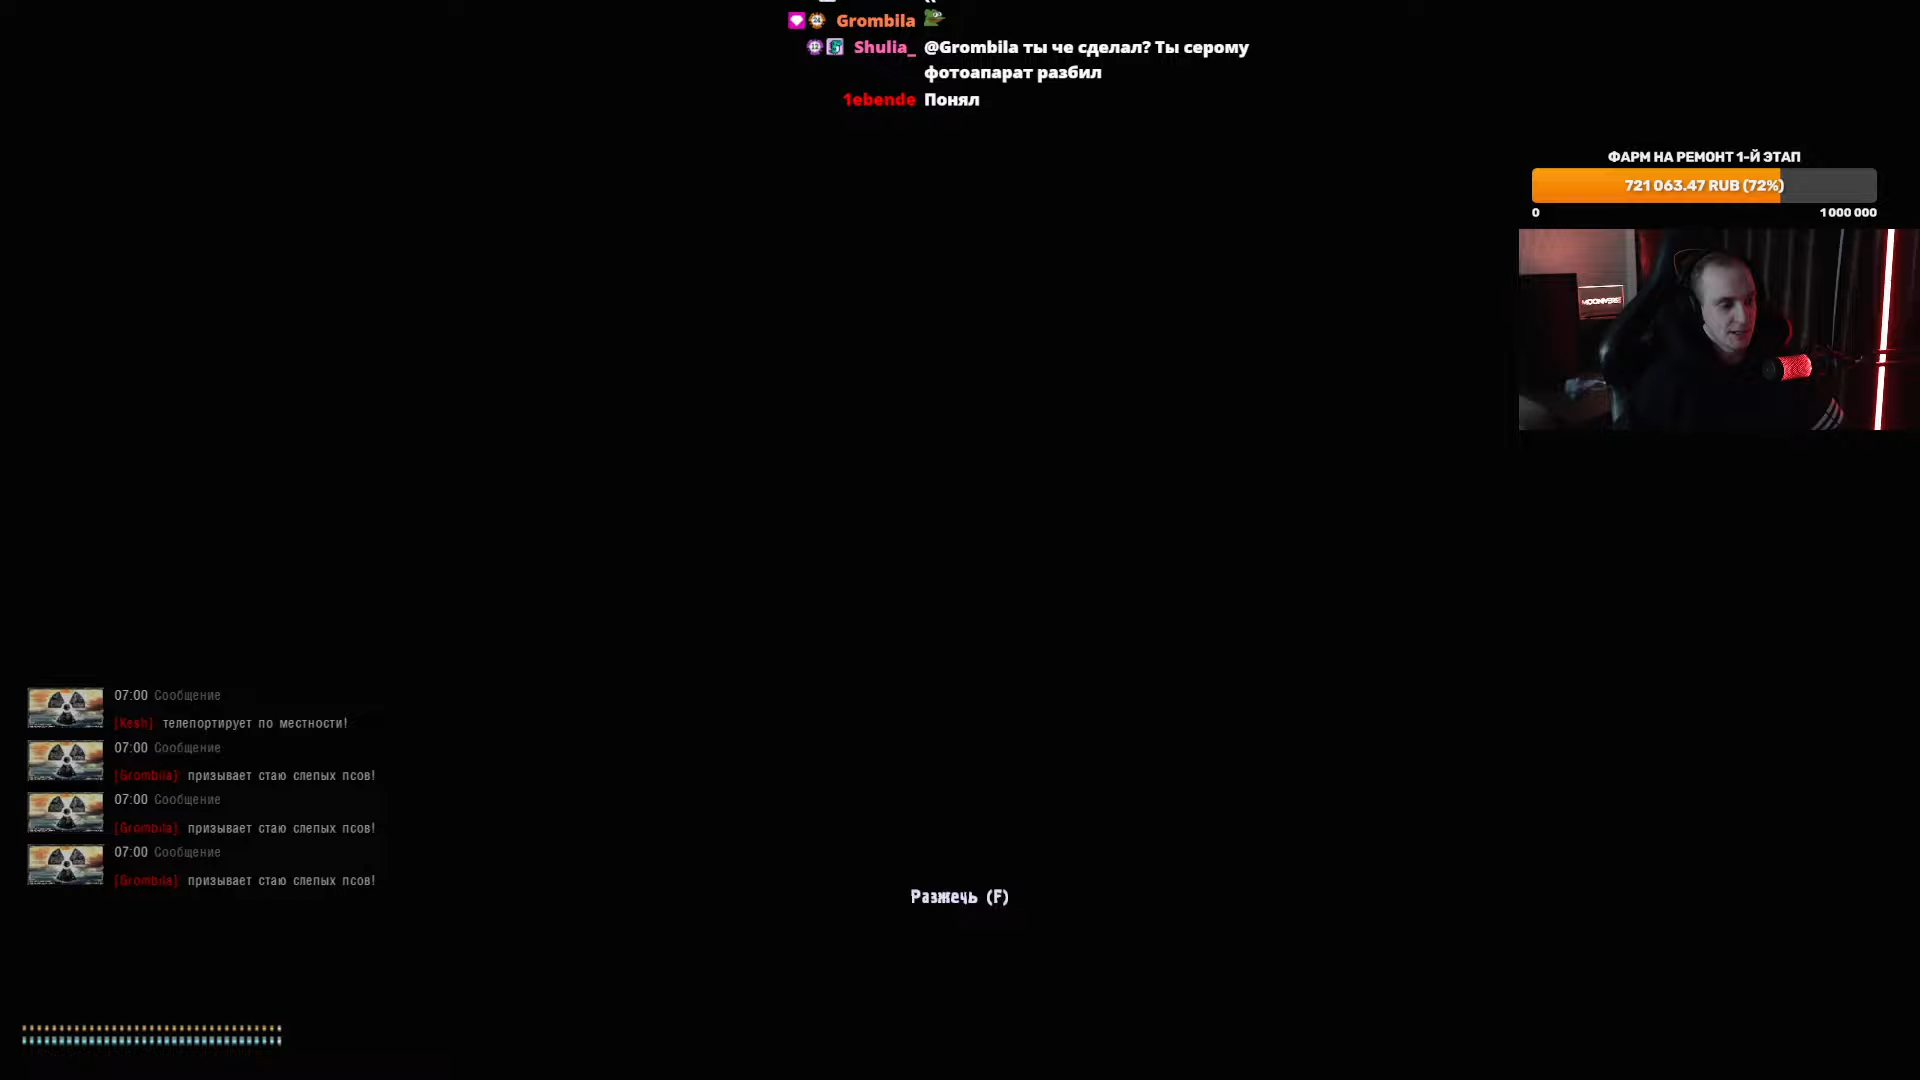 Grombila
Shulia_ @Grombila ты че сделал? Ты серому
фотоапарат разбил
1ebende Понял
ФАРМ НА РЕМОНТ 1-Й ЭТАП
721 063.47 RUB (72%)
0 1 000 000
MOONVERSE
07:00 Сообщение
[Kesh] телепортирует по местности!
07:00 Сообщение
[Grombila] призывает стаю слепых псов!
07:00 Сообщение
[Grombila] призывает стаю слепых псов!
07:00 Сообщение
[Grombila] призывает стаю слепых псов!
Разжечь (F)